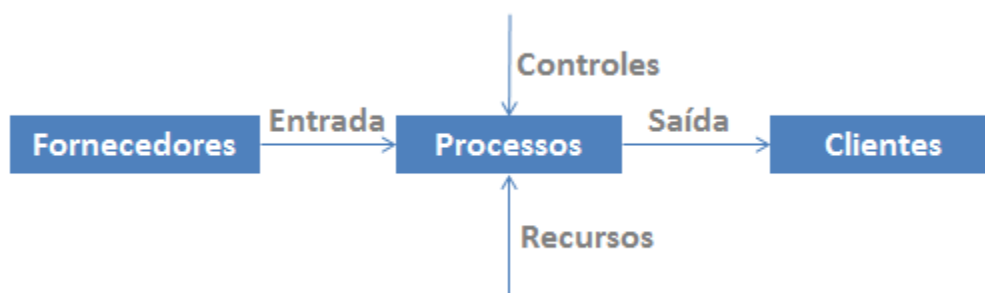 Controles
Entrada
Saída
Fornecedores
Processos
Clientes
Recursos